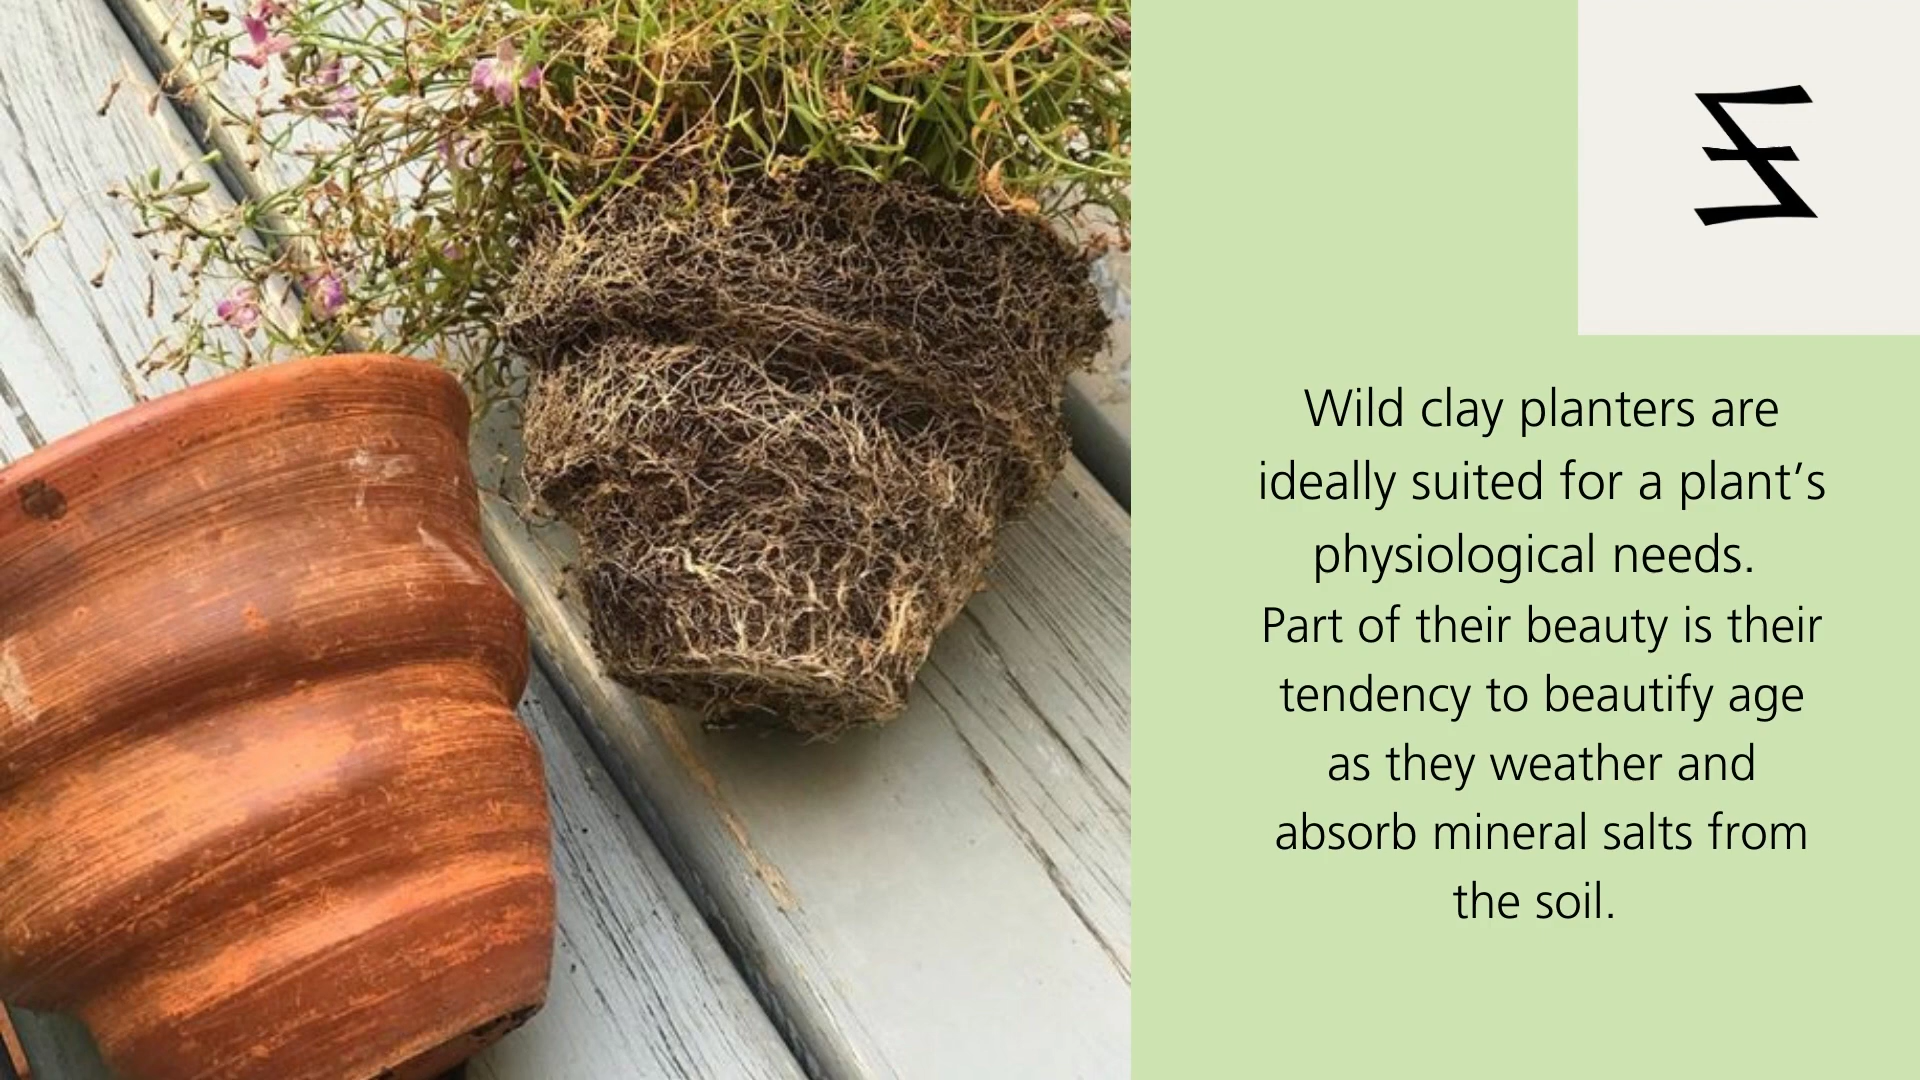 Wild clay planters are
ideally suited for a plant’s
physiological needs.
Part of their beauty is their
tendency to beautify age
as they weather and
absorb mineral salts from
the soil.